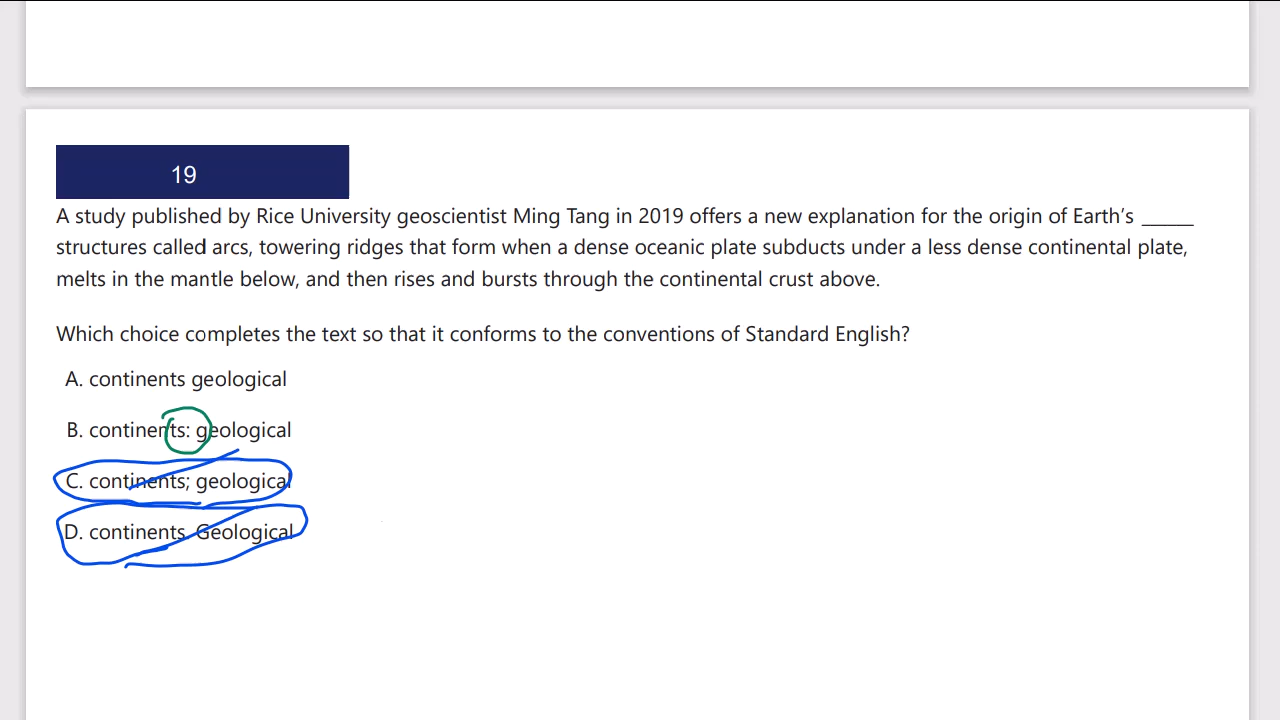 19
A study published by Rice University geoscientist Ming Tang in 2019 offers a new explanation for the origin of Earth’s _____
structures called arcs, towering ridges that form when a dense oceanic plate subducts under a less dense continental plate,
melts in the mantle below, and then rises and bursts through the continental crust above.
Which choice completes the text so that it conforms to the conventions of Standard English?
A. continents geological
B. continents: geological
C. continents; geological
D. continents. Geological